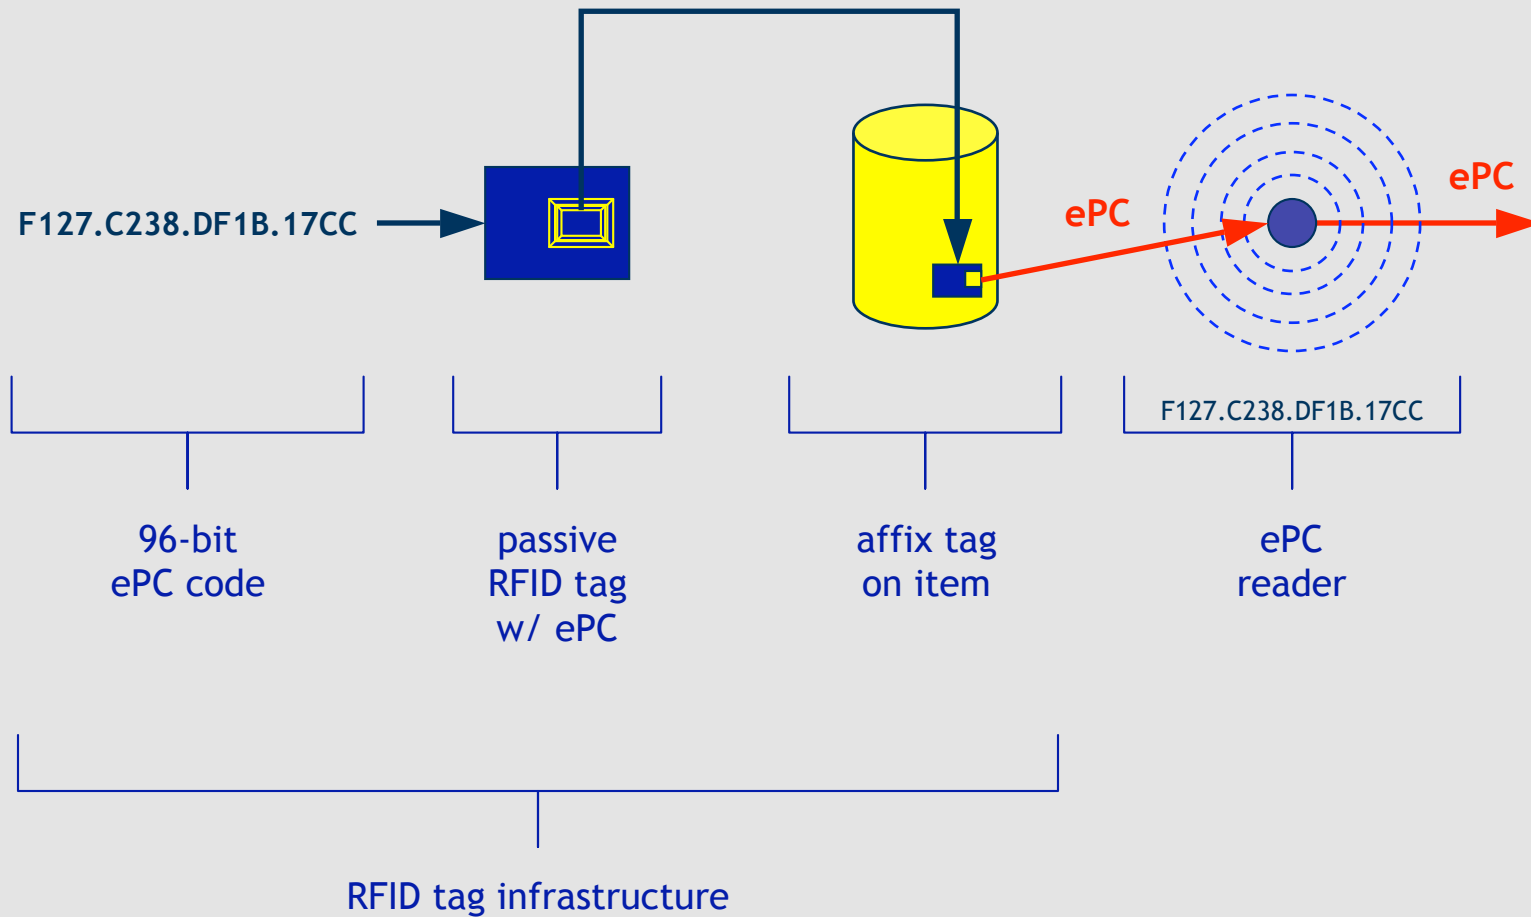 ePC
ePC
F127.C238.DF1B.17CC
F127.C238.DF1B.17CC
96-bit
ePC code
passive
RFID tag
w/ ePC
affix tag
on item
ePC
reader
RFID tag infrastructure